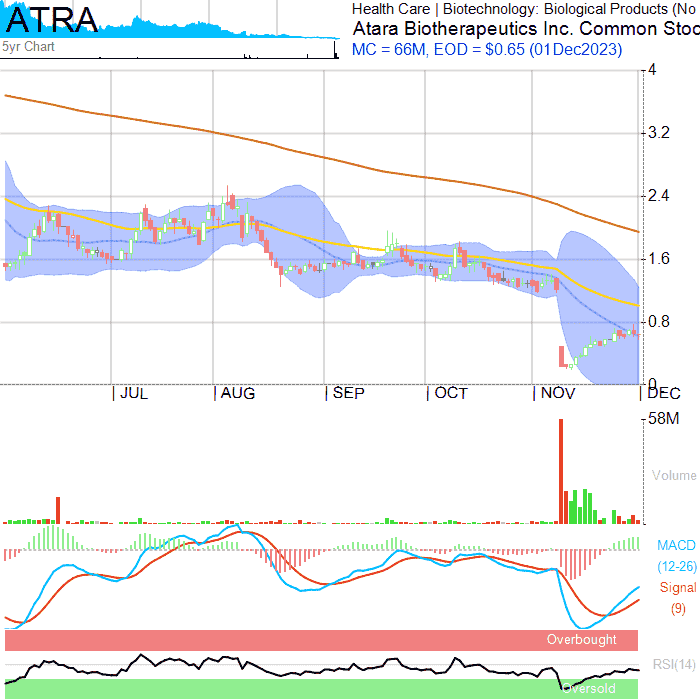 ATRA
5yr Chart
Health Care | Biotechnology: Biological Products (No
Atara Biotherapeutics Inc. Common Stoc
MC = 66M, EOD = $0.65 (01Dec2023)
4
3.2
2.4
1.6
0.8
0
JUL AUG SEP OCT NOV DEC
58M
Volume
MACD
(12-26)
Signal
(9)
Overbought
RSI(14)
Oversold